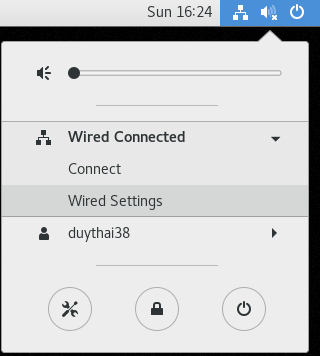 Sun 16:24
Wired Connected
Connect
Wired Settings
duythai38